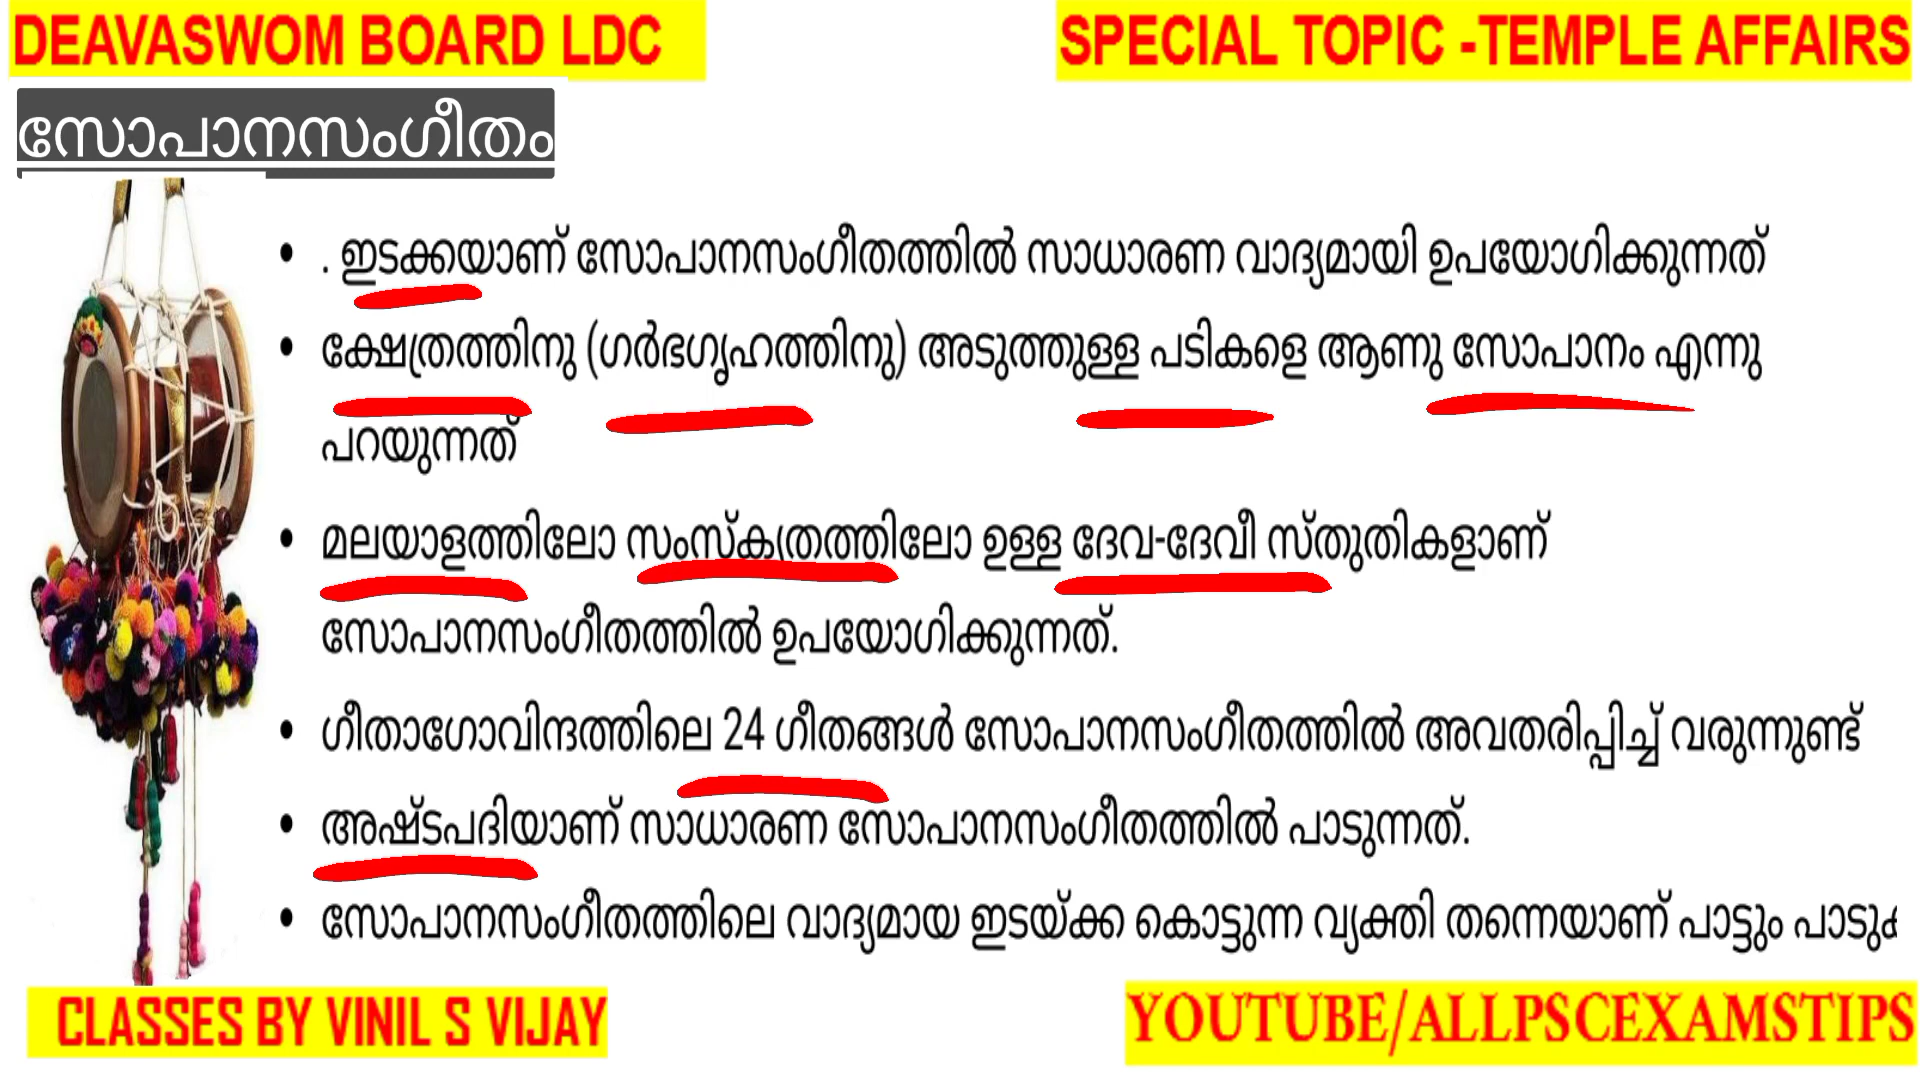 DEAVASWOM BOARD LDC
SPECIAL TOPIC -TEMPLE AFFAIRS
സോപാനസംഗീതം
• . ഇടക്കയാണ് സോപാനസംഗീതത്തിൽ സാധാരണ വാദ്യമായി ഉപയോഗിക്കുന്നത്
• ക്ഷേത്രത്തിനു (ഗർഭഗൃഹത്തിനു) അടുത്തുള്ള പടികളെ ആണു സോപാനം എന്നു
പറയുന്നത്
• മലയാളത്തിലോ സംസ്കൃത്രത്തിലോ ഉള്ള ദേവ-ദേവീ സ്തുതികളാണ്
സോപാനസംഗീതത്തിൽ ഉപയോഗിക്കുന്നത്.
• ഗീതാഗോവിന്ദത്തിലെ 24 ഗീതങ്ങൾ സോപാനസംഗീതത്തിൽ അവതരിപ്പിച്ച് വരുന്നുണ്ട്
• അഷ്ടപദിയാണ് സാധാരണ സോപാനസംഗീതത്തിൽ പാടുന്നത്.
• സോപാനസംഗീതത്തിലെ വാദ്യമായ ഇടയ്ക്ക കൊട്ടുന്ന വ്യക്തി തന്നെയാണ് പാട്ടും
CLASSES BY VINIL S VIJAY
YOUTUBE/ALLPSCEXAMSTIPS